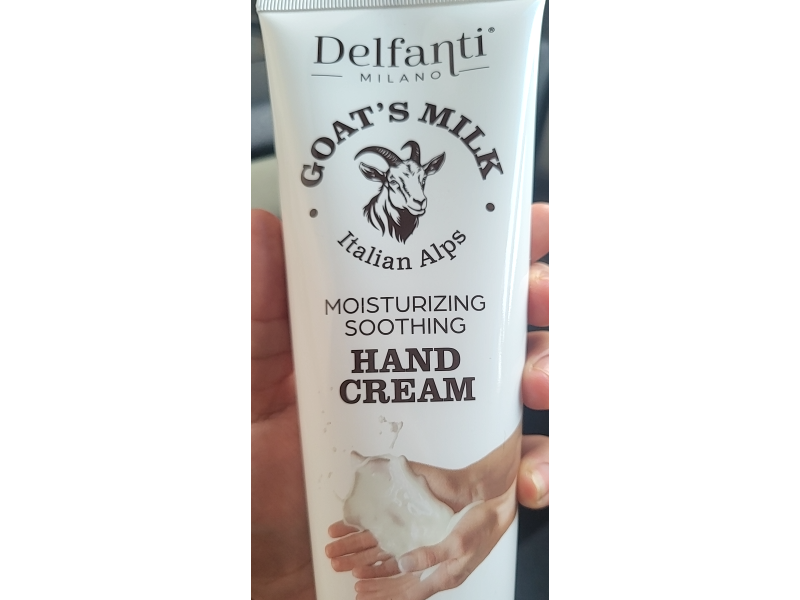 Delfanti®
MILANO
GOAT'S MILK
Italian Alps
MOISTURIZING
SOOTHING
HAND
CREAM